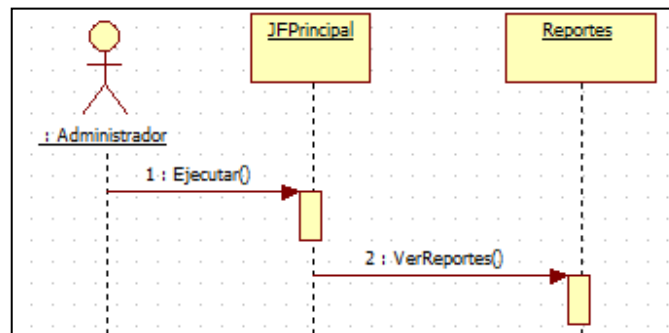 JFPrincipal
Reportes
: Administrador
1 : Ejecutar()
2 : VerReportes()